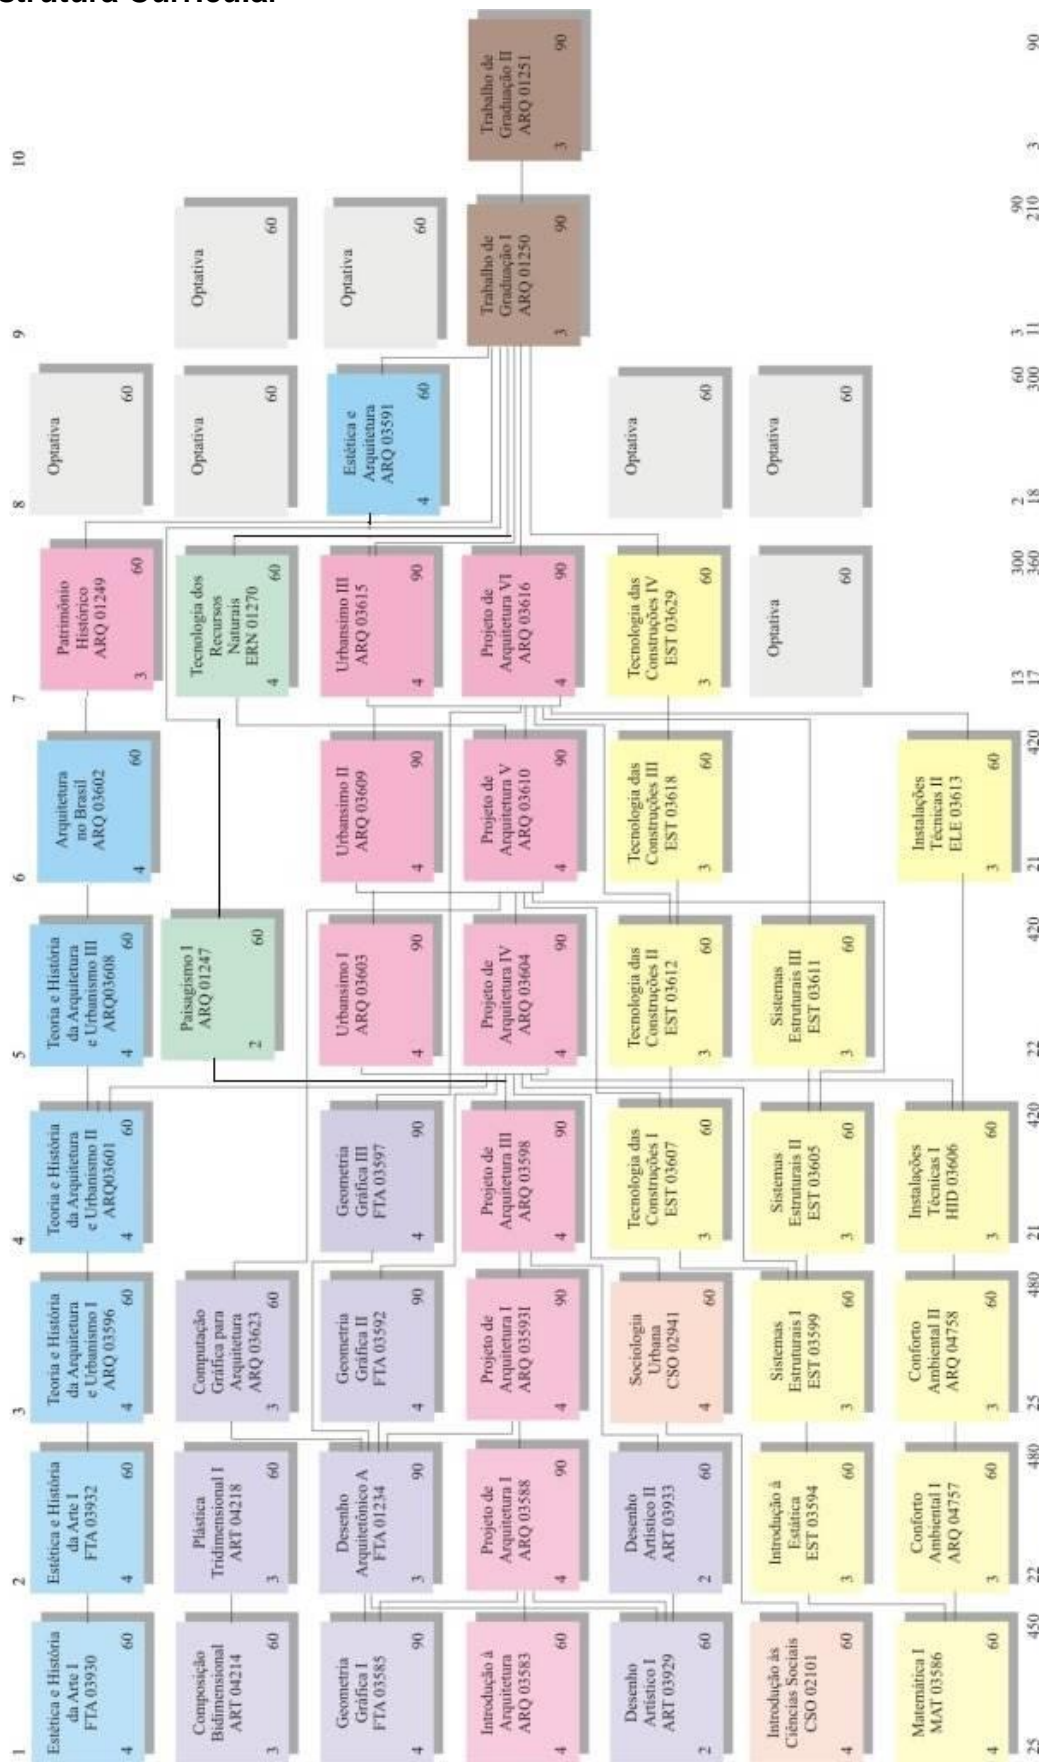 strutura Curricular
1
2
3
4
5
6
7
8
9
10
Estética e História
da Arte I
FTA 03930
4
60
Estética e História
da Arte I
FTA 03932
4
60
Teoria e História
da Arquitetura
e Urbanismo I
ARQ 03596
4
60
Teoria e História
da Arquitetura
e Urbanismo II
ARQ03601
4
60
Teoria e História
da Arquitetura
e Urbanismo III
ARQ03608
4
60
Arquitetura
no Brasil
ARQ 03602
4
60
Patrimônio
Histórico
ARQ 01249
3
60
Optativa
60
Composição
Bidimensional
ART 04214
3
60
Plástica
Tridimensional I
ART 04218
3
60
Computação
Gráfica para
Arquitetura
ARQ 03623
3
60
Paisagismo I
ARQ 01247
2
60
Tecnologia dos
Recursos
Naturais
ERN 01270
4
60
Optativa
60
Optativa
60
Geometria
Gráfica I
FTA 03585
4
90
Desenho
Arquitetônico A
FTA 01234
3
90
Geometria
Gráfica II
FTA 03592
4
90
Geometria
Gráfica III
FTA 03597
4
90
Urbansimo I
ARQ 03603
4
90
Urbansimo II
ARQ 03609
4
90
Urbansimo III
ARQ 03615
4
90
Estética e
Arquitetura
ARQ 03591
4
60
Optativa
60
Introdução à
Arquitetura
ARQ 03583
4
60
Projeto de
Arquitetura I
ARQ 03588
4
90
Projeto de
Arquitetura I
ARQ 03593I
4
90
Projeto de
Arquitetura III
ARQ 03598
4
90
Projeto de
Arquitetura IV
ARQ 03604
4
90
Projeto de
Arquitetura V
ARQ 03610
4
90
Projeto de
Arquitetura VI
ARQ 03616
4
90
Trabalho de
Graduação I
ARQ 01250
3
90
Trabalho de
Graduação II
ARQ 01251
3
90
Desenho
Artístico I
ART 03929
2
60
Desenho
Artístico II
ART 03933
2
60
Sociologia
Urbana
CSO 02941
4
60
Tecnologia das
Construções I
EST 03607
3
60
Tecnologia das
Construções II
EST 03612
3
60
Tecnologia das
Construções III
EST 03618
3
60
Tecnologia das
Construções IV
EST 03629
3
60
Optativa
60
Introdução às
Ciências Sociais
CSO 02101
4
60
Introdução à
Estática
EST 03594
3
60
Sistemas
Estruturais I
EST 03599
3
60
Sistemas
Estruturais II
EST 03605
3
60
Sistemas
Estruturais III
EST 03611
3
60
Optativa
60
Optativa
60
Matemática I
MAT 03586
4
60
Conforto
Ambiental I
ARQ 04757
3
60
Conforto
Ambiental II
ARQ 04758
3
60
Instalações
Técnicas I
HID 03606
3
60
Instalações
Técnicas II
ELE 03613
3
60
25 450
22 480
25 480
21 420
22 420
21 420
13 300
17 360
2 60
18 300
3 90
11 210
3 90